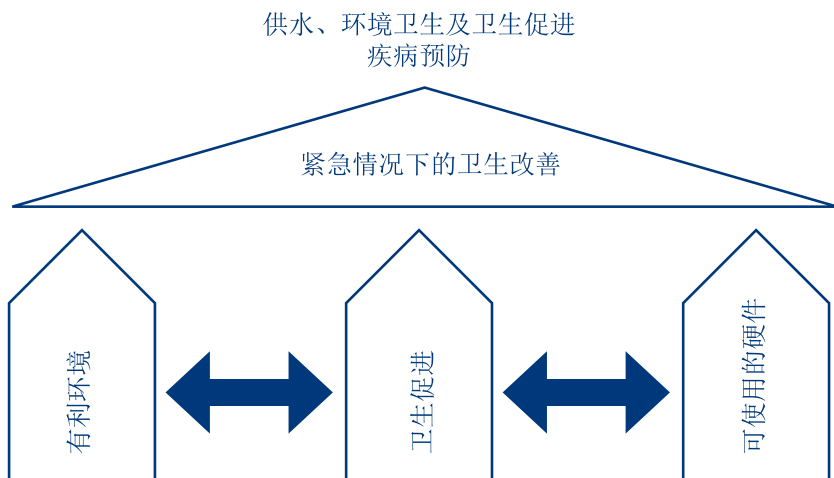 供水、环境卫生及卫生促进
疾病预防
紧急情况下的卫生改善
有利环境
卫生促进
可使用的硬件